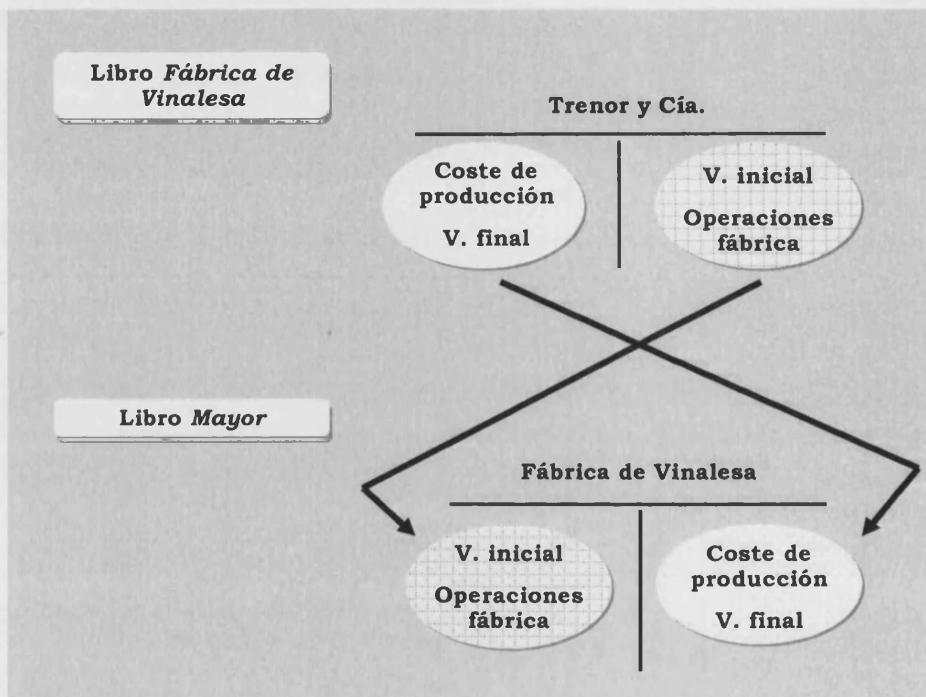 Libro Fábrica de
Vinalesa
Trenor y Cía.
Coste de
producción
V. final
V. inicial
Operaciones
fábrica
Libro Mayor
Fábrica de Vinalesa
V. inicial
Operaciones
fábrica
Coste de
producción
V. final